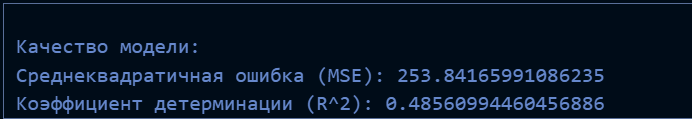 Качество модели:
Среднеквадратичная ошибка (MSE): 253.84165991086235
Коэффициент детерминации (R^2): 0.48560994460456886